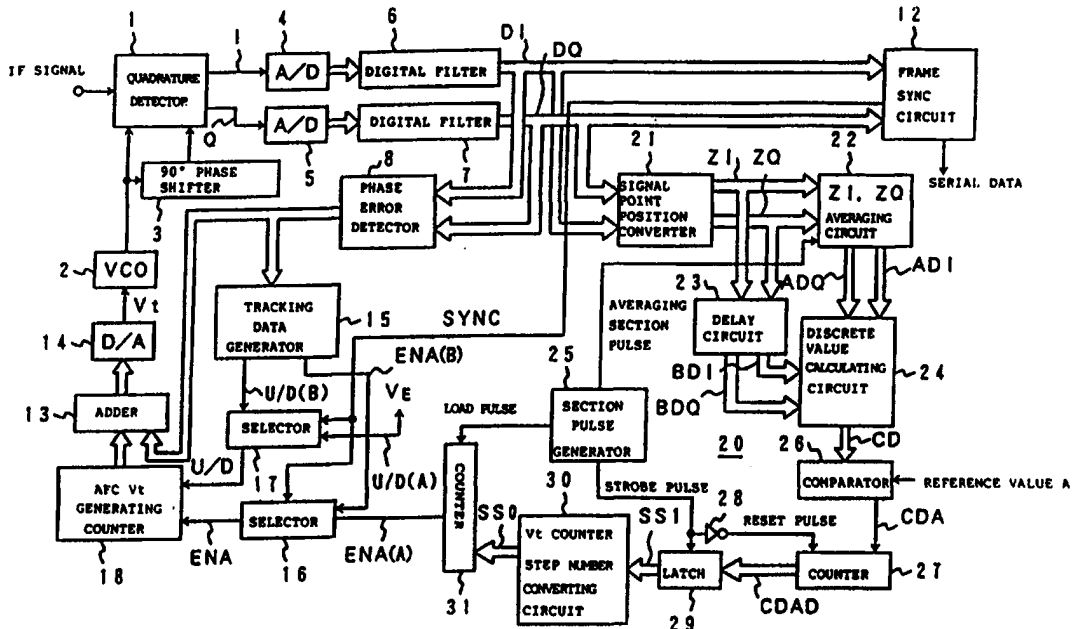 1
4
6
DI
DQ
12
IF SIGNAL
QUADRATURE
DETECTOR
I
A/D
DIGITAL FILTER
FRAME
SYNC
CIRCUIT
Q
A/D
5
DIGITAL FILTER
7
90° PHASE
SHIFTER
3
8
PHASE
ERROR
DETECTOR
21
SIGNAL
POINT
POSITION
CONVERTER
ZI
ZQ
22
ZI, ZQ
AVERAGING
CIRCUIT
SERIAL DATA
2
VCO
Vt
14
D/A
13
ADDER
TRACKING
DATA
GENERATOR
15
SYNC
ENA(B)
U/D(B)
VE
SELECTOR
17
U/D
U/D(A)
AFC Vt
GENERATING
COUNTER
18
ENA
SELECTOR
16
ENA(A)
AVERAGING
SECTION
PULSE
23
DELAY
CIRCUIT
BDI
BDQ
ADQ
ADI
DISCRETE
VALUE
CALCULATING
CIRCUIT
24
25
SECTION
PULSE
GENERATOR
LOAD PULSE
20
CD
26
COMPARATOR
REFERENCE VALUE A
COUNTER
31
SS0
30
Vt COUNTER
STEP NUMBER
CONVERTING
CIRCUIT
STROBE PULSE
28
SS1
RESET PULSE
CDA
LATCH
29
CDAD
COUNTER
27